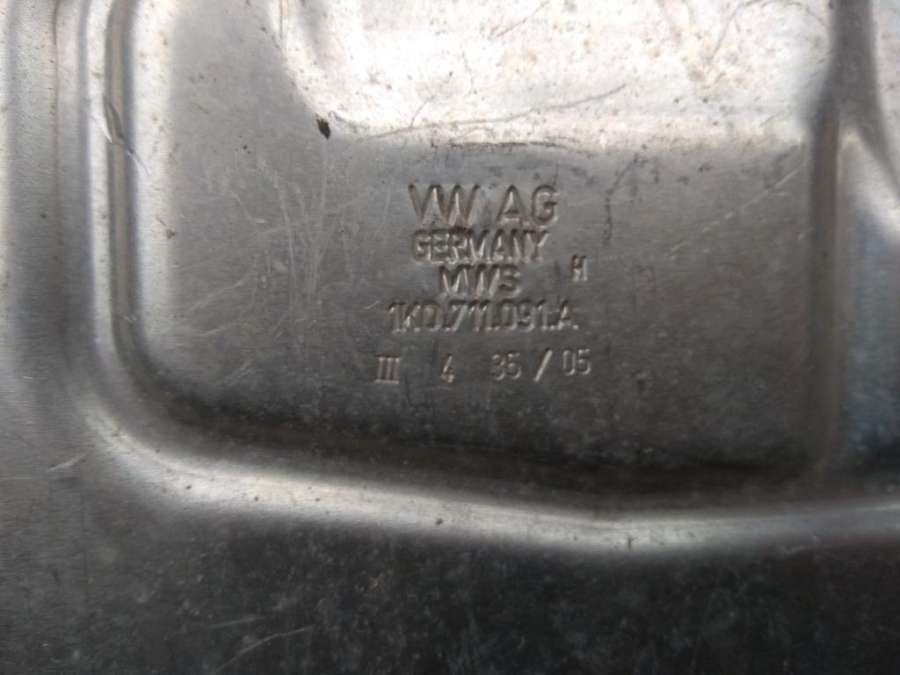 VW AG
GERMANY
MWS H
1K0.711.091.A
III 4 35/05